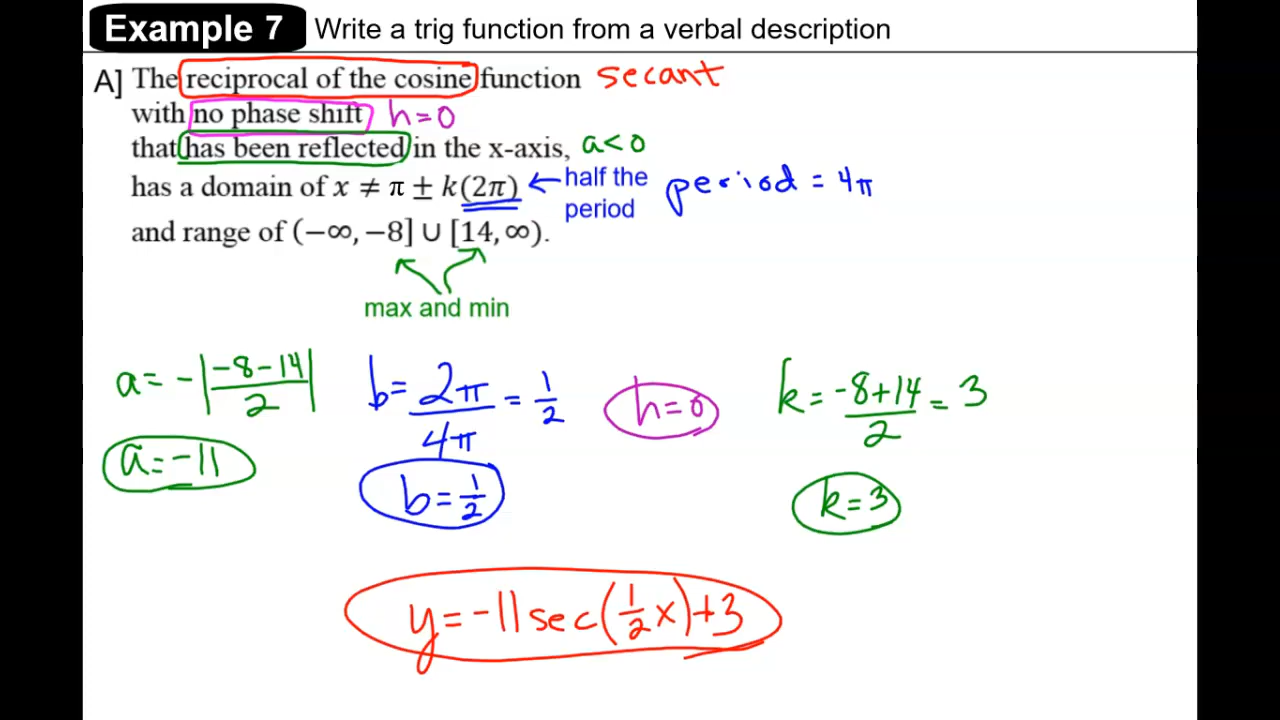 Example 7 Write a trig function from a verbal description
A] The reciprocal of the cosine function secant
with no phase shift h=0
that has been reflected in the x-axis, a<0
has a domain of x ≠ π ± k(2π) ← half the period period = 4π
and range of (−∞, −8] ∪ [14, ∞).
max and min
a = -|(-8-14)/2| b = 2π/4π = 1/2 h=0 k = (-8+14)/2 = 3
a = -11 b = 1/2 k = 3
y = -11 sec(1/2 x)+3